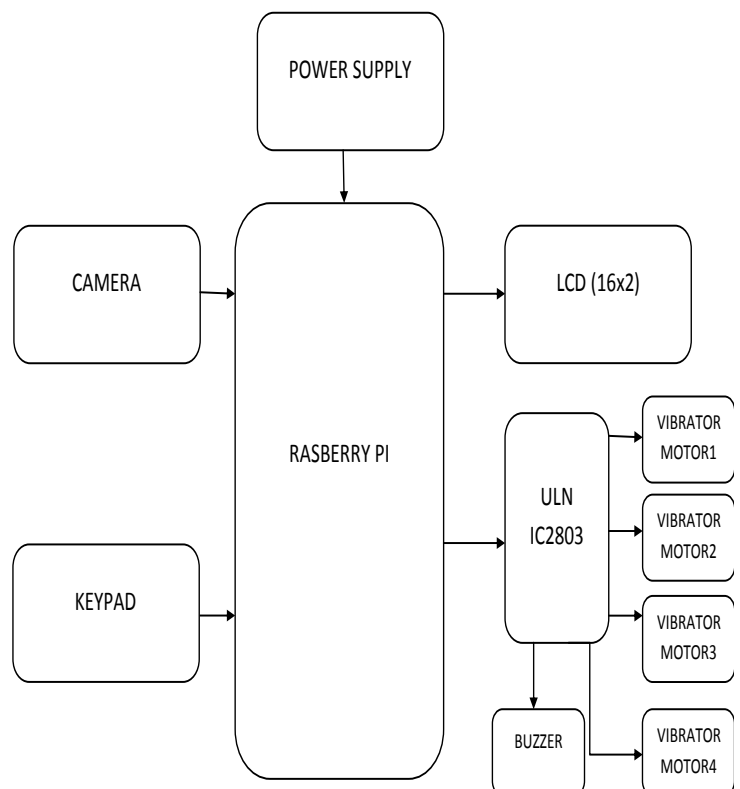 POWER SUPPLY
CAMERA
LCD (16x2)
RASBERRY PI
KEYPAD
ULN
IC2803
VIBRATOR
MOTOR1
VIBRATOR
MOTOR2
VIBRATOR
MOTOR3
BUZZER
VIBRATOR
MOTOR4